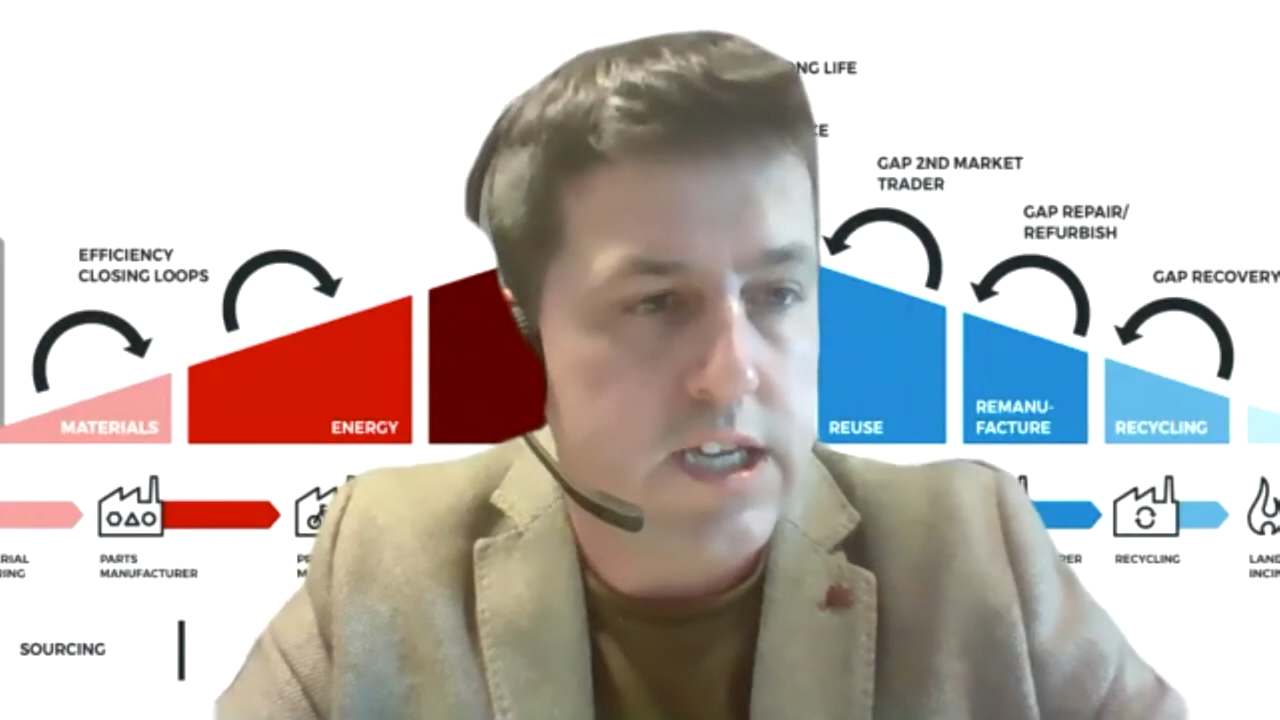 LONG LIFE
GAP 2ND MARKET
TRADER
GAP REPAIR/
REFURBISH
EFFICIENCY
CLOSING LOOPS
GAP RECOVERY
MATERIALS
ENERGY
REUSE
REMANU-
FACTURE
RECYCLING
PARTS
MANUFACTURER
RECYCLING
SOURCING